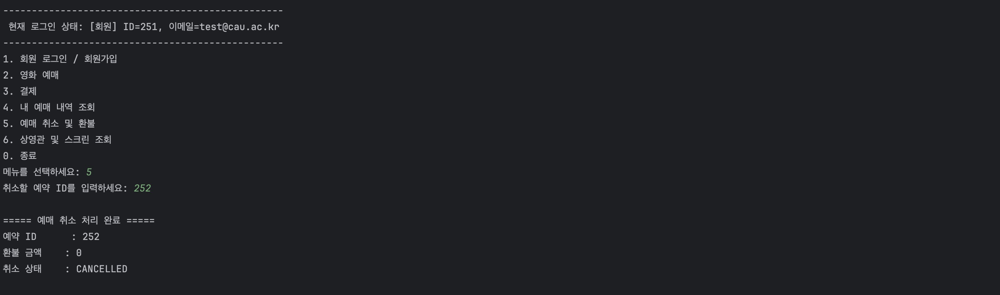 -------------------------------------------------
현재 로그인 상태: [회원] ID=251, 이메일=test@cau.ac.kr
-------------------------------------------------
1. 회원 로그인 / 회원가입
2. 영화 예매
3. 결제
4. 내 예매 내역 조회
5. 예매 취소 및 환불
6. 상영관 및 스크린 조회
0. 종료
메뉴를 선택하세요: 5
취소할 예약 ID를 입력하세요: 252
===== 예매 취소 처리 완료 =====
예약 ID      : 252
환불 금액    : 0
취소 상태    : CANCELLED